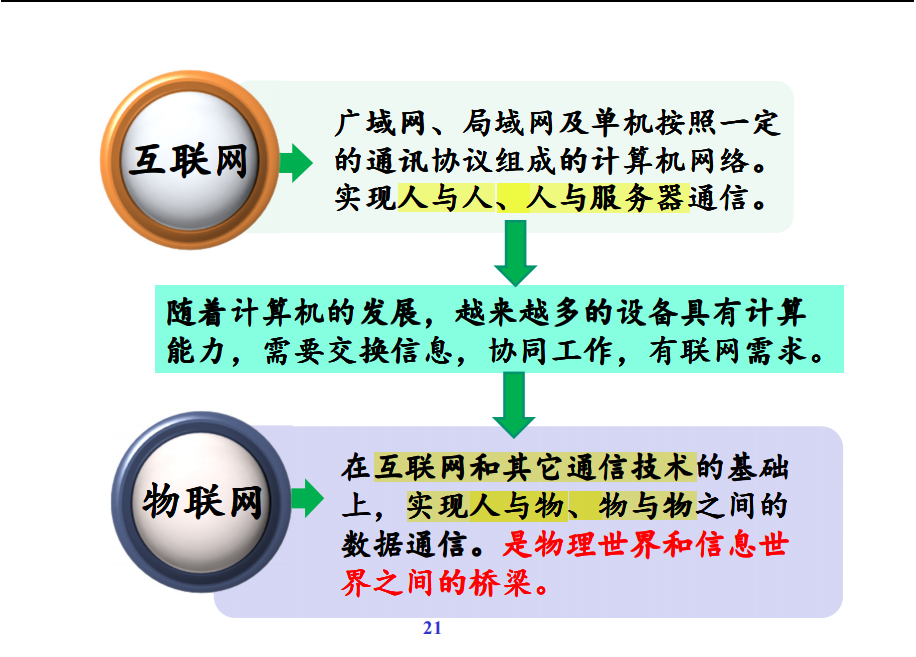 互联网
广域网、局域网及单机按照一定
的通讯协议组成的计算机网络。
实现人与人、人与服务器通信。
随着计算机的发展，越来越多的设备具有计算
能力，需要交换信息，协同工作，有联网需求。
物联网
在互联网和其它通信技术的基础
上，实现人与物、物与物之间的
数据通信。是物理世界和信息世
界之间的桥梁。
21